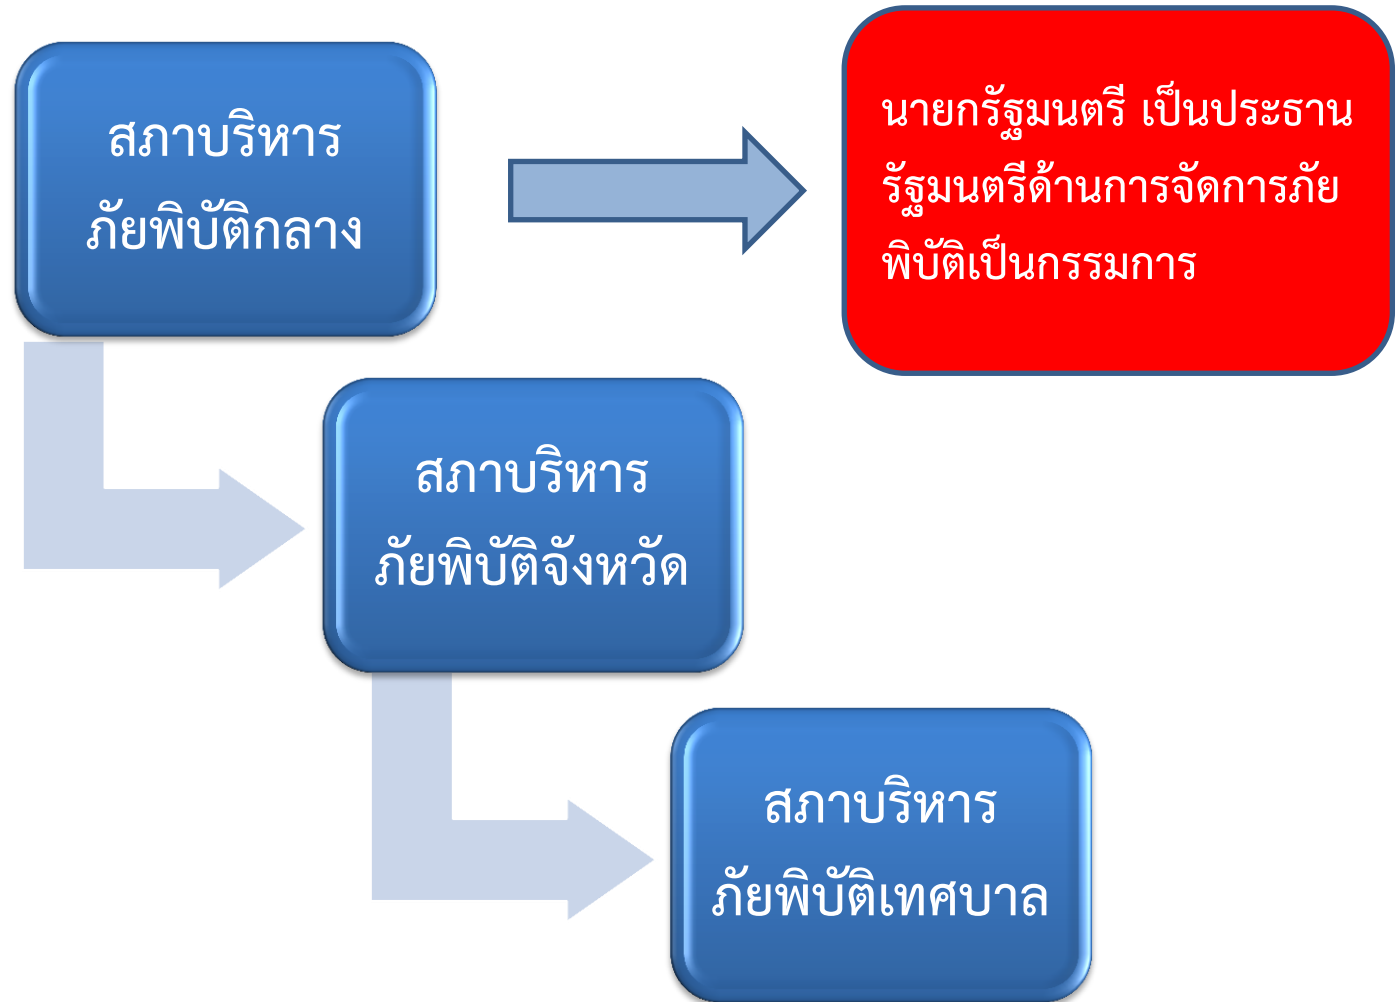 สภาบริหาร
ภัยพิบัติกลาง
นายกรัฐมนตรี เป็นประธาน
รัฐมนตรีด้านการจัดการภัย
พิบัติเป็นกรรมการ
สภาบริหาร
ภัยพิบัติจังหวัด
สภาบริหาร
ภัยพิบัติเทศบาล